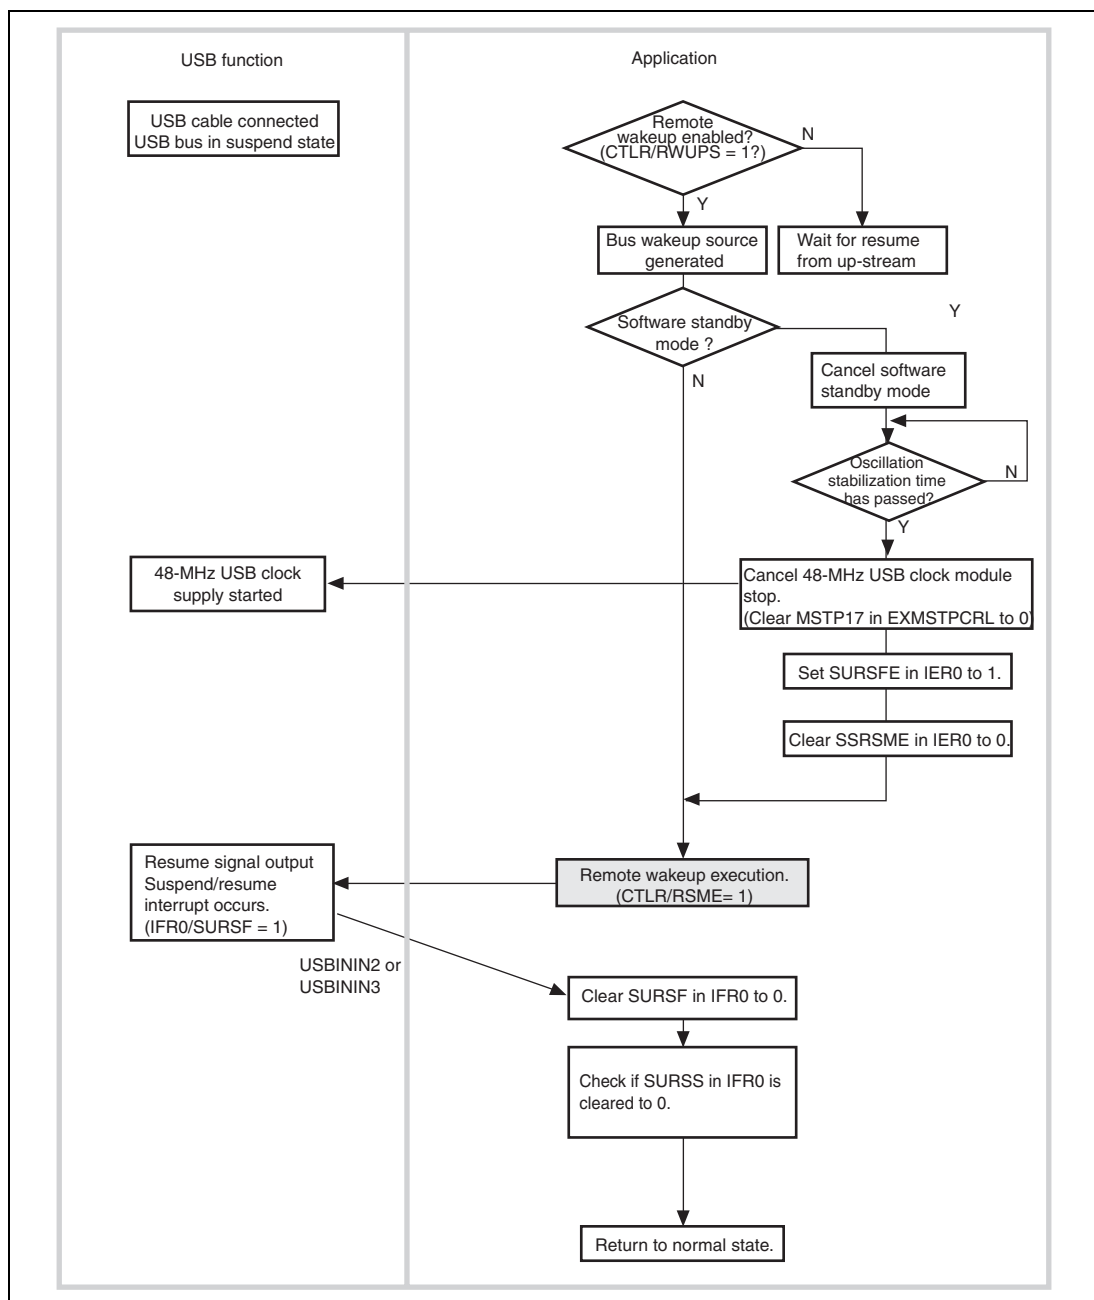 USB function
Application
USB cable connected
USB bus in suspend state
Remote
wakeup enabled?
(CTLR/RWUPS = 1?)
N
Y
Bus wakeup source
generated
Wait for resume
from up-stream
Software standby
mode ?
Y
N
Cancel software
standby mode
Oscillation
stabilization time
has passed?
N
Y
48-MHz USB clock
supply started
Cancel 48-MHz USB clock module
stop.
(Clear MSTP17 in EXMSTPCRL to 0)
Set SURSFE in IER0 to 1.
Clear SSRSME in IER0 to 0.
Resume signal output
Suspend/resume
interrupt occurs.
(IFR0/SURSF = 1)
Remote wakeup execution.
(CTLR/RSME= 1)
USBININ2 or
USBININ3
Clear SURSF in IFR0 to 0.
Check if SURSS in IFR0 is
cleared to 0.
Return to normal state.